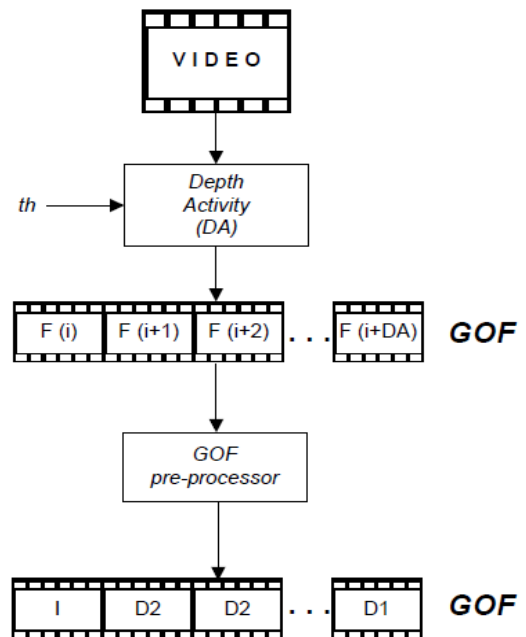 VIDEO
Depth
Activity
(DA)
th
F (i) F (i+1) F (i+2) . . . F (i+DA) GOF
GOF
pre-processor
I D2 D2 . . . D1 GOF